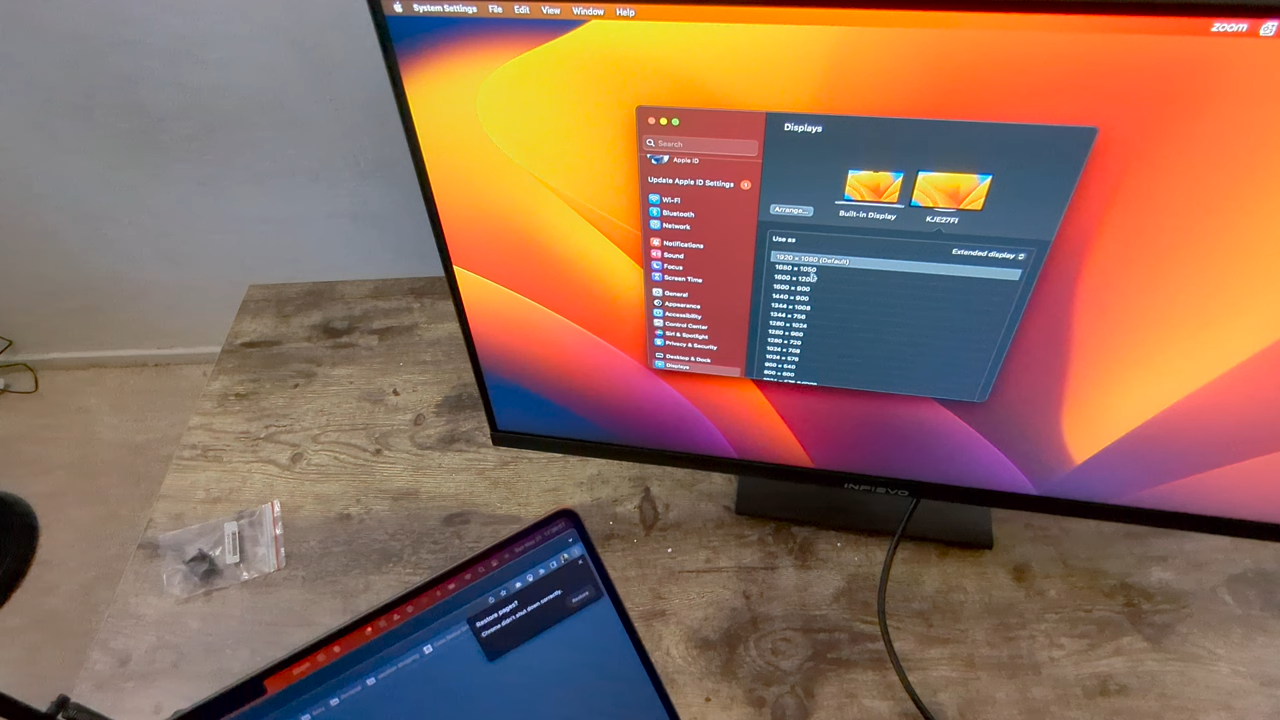 System Settings File Edit View Window Help
zoom
Displays
Search
Apple ID
Update Apple ID Settings 1
Wi-Fi
Bluetooth
Network
Notifications
Sound
Focus
Screen Time
General
Appearance
Accessibility
Control Center
Siri & Spotlight
Privacy & Security
Desktop & Dock
Displays
Arrange...
Built-in Display
KJE27FI
Use as
Extended display
1920 × 1080 (Default)
1680 × 1050
1600 × 1200
1600 × 900
1440 × 900
1344 × 1008
1344 × 756
1280 × 1024
1280 × 960
1280 × 720
1024 × 768
1024 × 576
960 × 540
800 × 600
INFIEVO
Restore pages?
Chrome didn't shut down correctly.
Restore